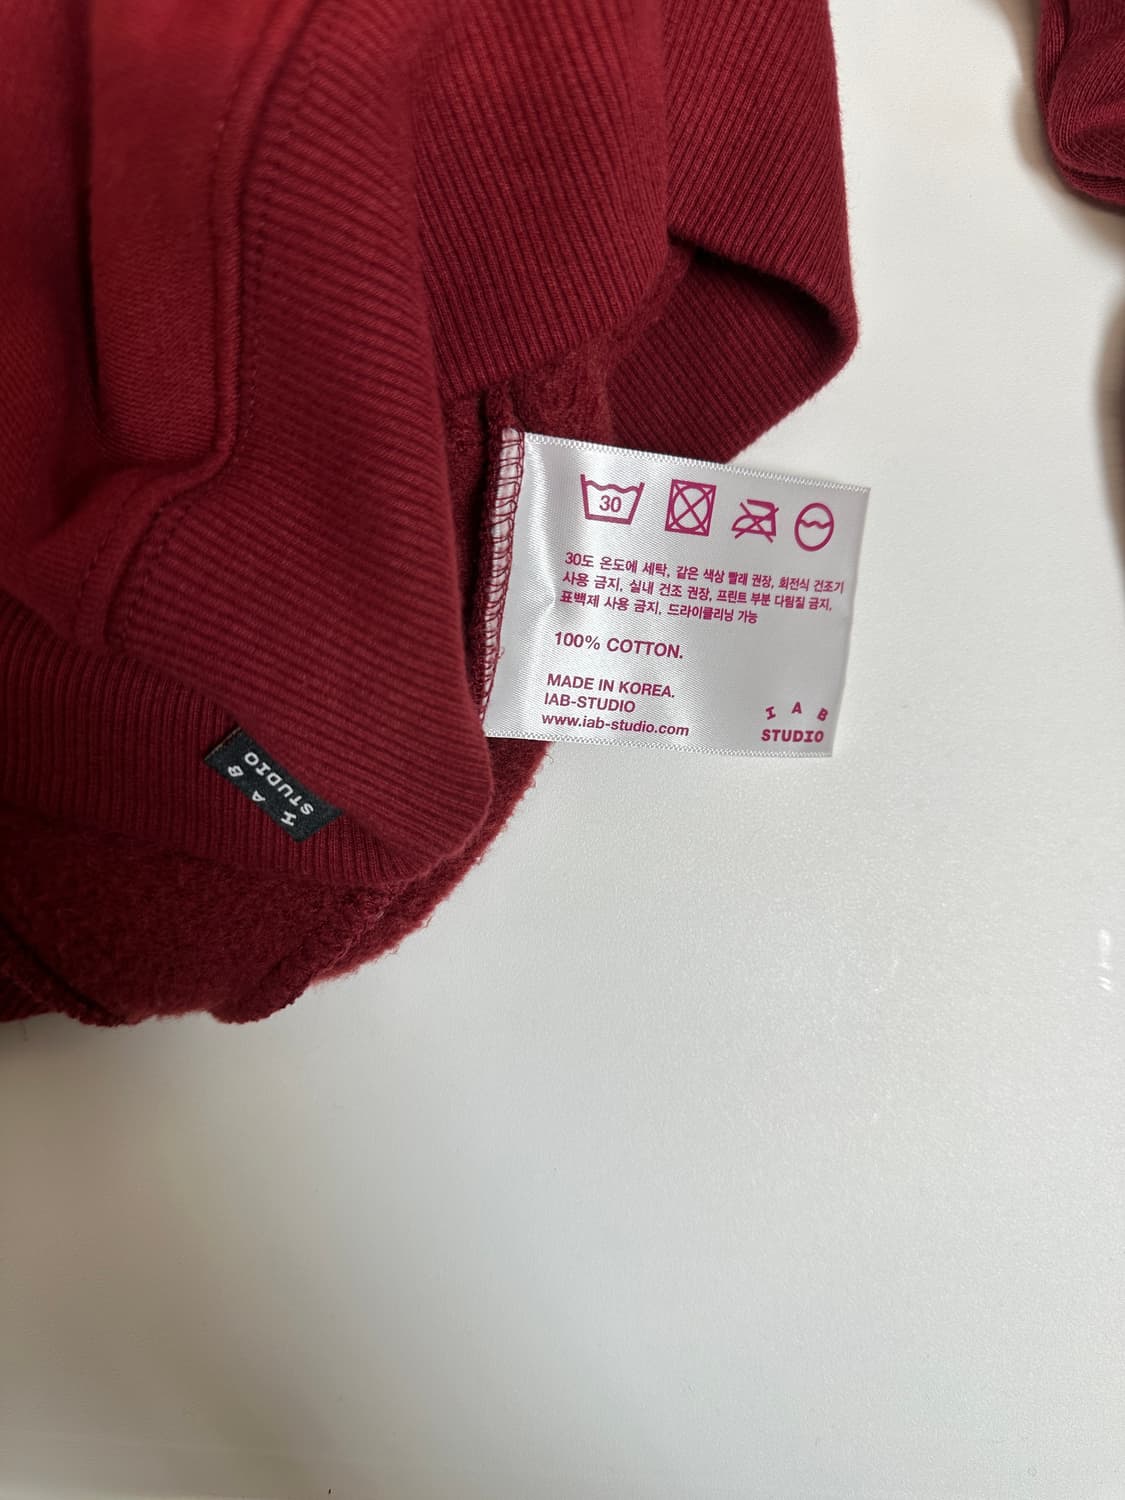 30
30도 온도에 세탁, 같은 색상 빨래 권장, 회전식 건조기
사용 금지, 실내 건조 권장, 프린트 부분 다림질 금지,
표백제 사용 금지, 드라이클리닝 가능
100% COTTON.
MADE IN KOREA.
IAB-STUDIO
www.iab-studio.com
IAB
STUDIO
IAB
STUDIO